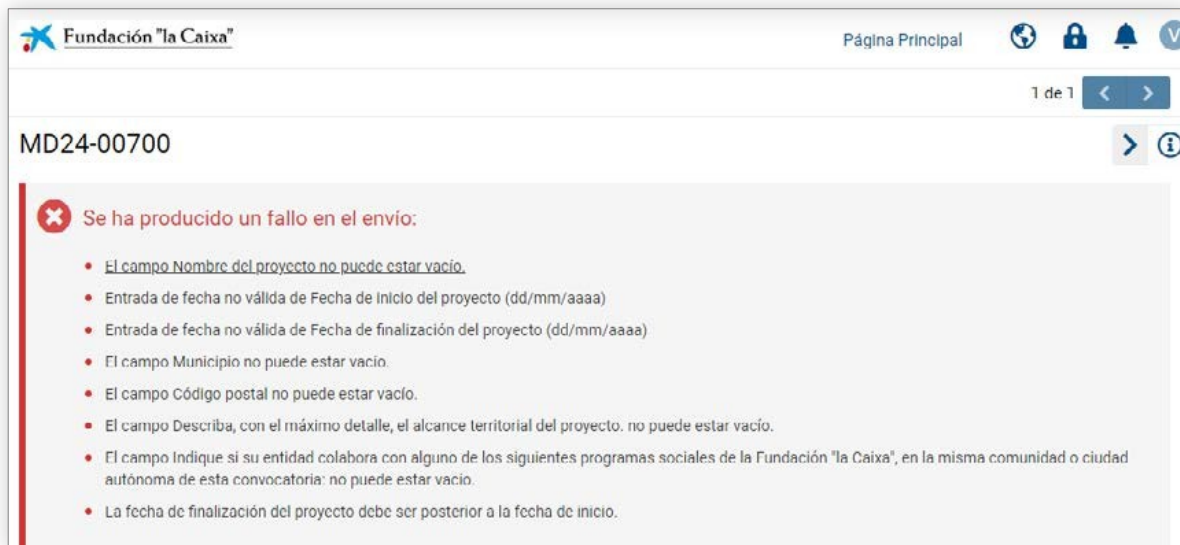 Fundación "la Caixa"
Página Principal
V
1 de 1
MD24-00700
Se ha producido un fallo en el envío:
El campo Nombre del proyecto no puede estar vacío.
Entrada de fecha no válida de Fecha de inicio del proyecto (dd/mm/aaaa)
Entrada de fecha no válida de Fecha de finalización del proyecto (dd/mm/aaaa)
El campo Municipio no puede estar vacío.
El campo Código postal no puede estar vacío.
El campo Describa, con el máximo detalle, el alcance territorial del proyecto. no puede estar vacío.
El campo Indique si su entidad colabora con alguno de los siguientes programas sociales de la Fundación "la Caixa", en la misma comunidad o ciudad
autónoma de esta convocatoria: no puede estar vacío.
La fecha de finalización del proyecto debe ser posterior a la fecha de inicio.